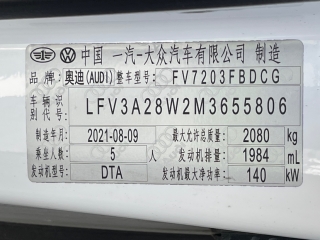 中国 一汽-大众汽车有限公司 制造
品牌: 奥迪(AUDI) 整车型号: FV7203FBDCG
车辆识别代号: LFV3A28W2M3655806
制造年月: 2021-08-09 最大允许总质量: 2080 kg
乘坐人数: 5 人 发动机排量: 1984 mL
发动机型号: DTA 发动机最大净功率: 140 kW